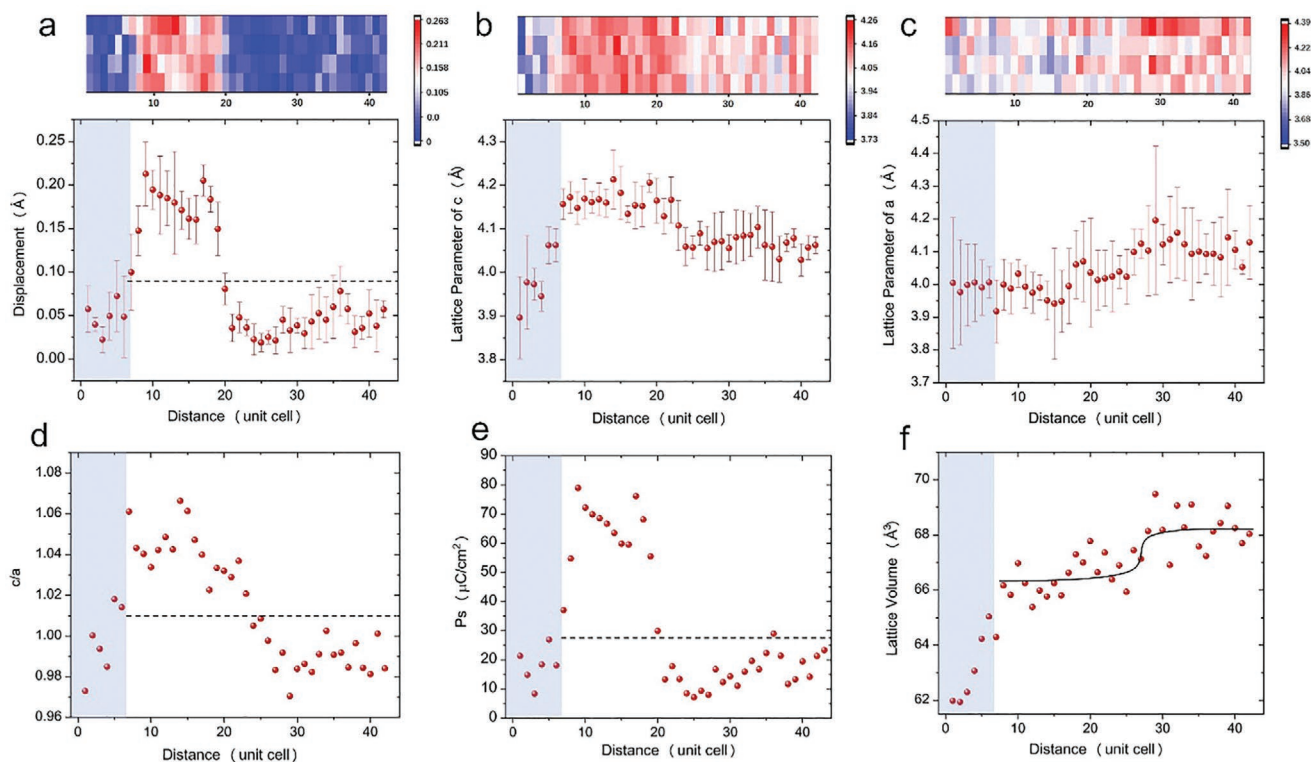 a
0.263
0.211
0.158
0.105
0.0
0
10 20 30 40
b
4.26
4.15
4.05
3.94
3.84
3.73
10 20 30 40
c
4.39
4.22
4.04
3.85
3.68
3.50
10 20 30 40
Displacement (Å)
0.25
0.20
0.15
0.10
0.05
0.00
0 10 20 30 40
Distance (unit cell)
Lattice Parameter of c (Å)
4.3
4.2
4.1
4.0
3.9
3.8
0 10 20 30 40
Distance (unit cell)
Lattice Parameter of a (Å)
4.5
4.4
4.3
4.2
4.1
4.0
3.9
3.8
3.7
0 10 20 30 40
Distance (unit cell)
d
c/a
1.08
1.06
1.04
1.02
1.00
0.98
0.96
0 10 20 30 40
Distance (unit cell)
e
Ps (μC/cm²)
90
80
70
60
50
40
30
20
10
0
0 10 20 30 40
Distance (unit cell)
f
Lattice Volume (Å³)
70
68
66
64
62
0 10 20 30 40
Distance (unit cell)